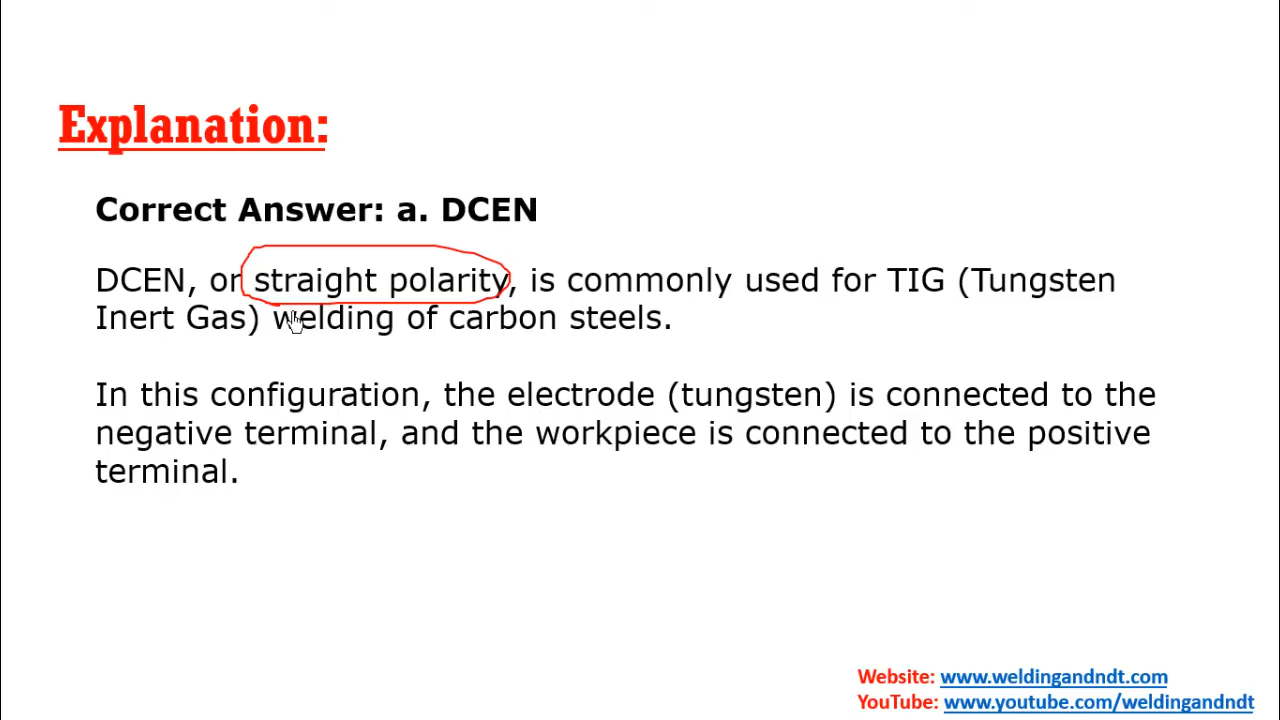 Explanation:
Correct Answer: a. DCEN
DCEN, or straight polarity, is commonly used for TIG (Tungsten
Inert Gas) welding of carbon steels.
In this configuration, the electrode (tungsten) is connected to the
negative terminal, and the workpiece is connected to the positive
terminal.
Website: www.weldingandndt.com
YouTube: www.youtube.com/weldingandndt